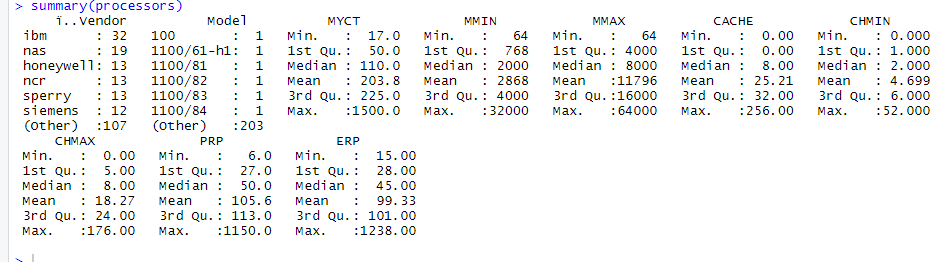 > summary(processors)
ï..Vendor Model MYCT MMIN MMAX CACHE CHMIN
ibm : 32 100 : 1 Min. : 17.0 Min. : 64 Min. : 64 Min. : 0.00 Min. : 0.000
nas : 19 1100/61-h1: 1 1st Qu.: 50.0 1st Qu.: 768 1st Qu.: 4000 1st Qu.: 0.00 1st Qu.: 1.000
honeywell: 13 1100/81 : 1 Median : 110.0 Median : 2000 Median : 8000 Median : 8.00 Median : 2.000
ncr : 13 1100/82 : 1 Mean : 203.8 Mean : 2868 Mean :11796 Mean : 25.21 Mean : 4.699
sperry : 13 1100/83 : 1 3rd Qu.: 225.0 3rd Qu.: 4000 3rd Qu.:16000 3rd Qu.: 32.00 3rd Qu.: 6.000
siemens : 12 1100/84 : 1 Max. :1500.0 Max. :32000 Max. :64000 Max. :256.00 Max. :52.000
(Other) :107 (Other) :203
CHMAX PRP ERP
Min. : 0.00 Min. : 6.0 Min. : 15.00
1st Qu.: 5.00 1st Qu.: 27.0 1st Qu.: 28.00
Median : 8.00 Median : 50.0 Median : 45.00
Mean : 18.27 Mean : 105.6 Mean : 99.33
3rd Qu.: 24.00 3rd Qu.: 113.0 3rd Qu.: 101.00
Max. :176.00 Max. :1150.0 Max. :1238.00
>